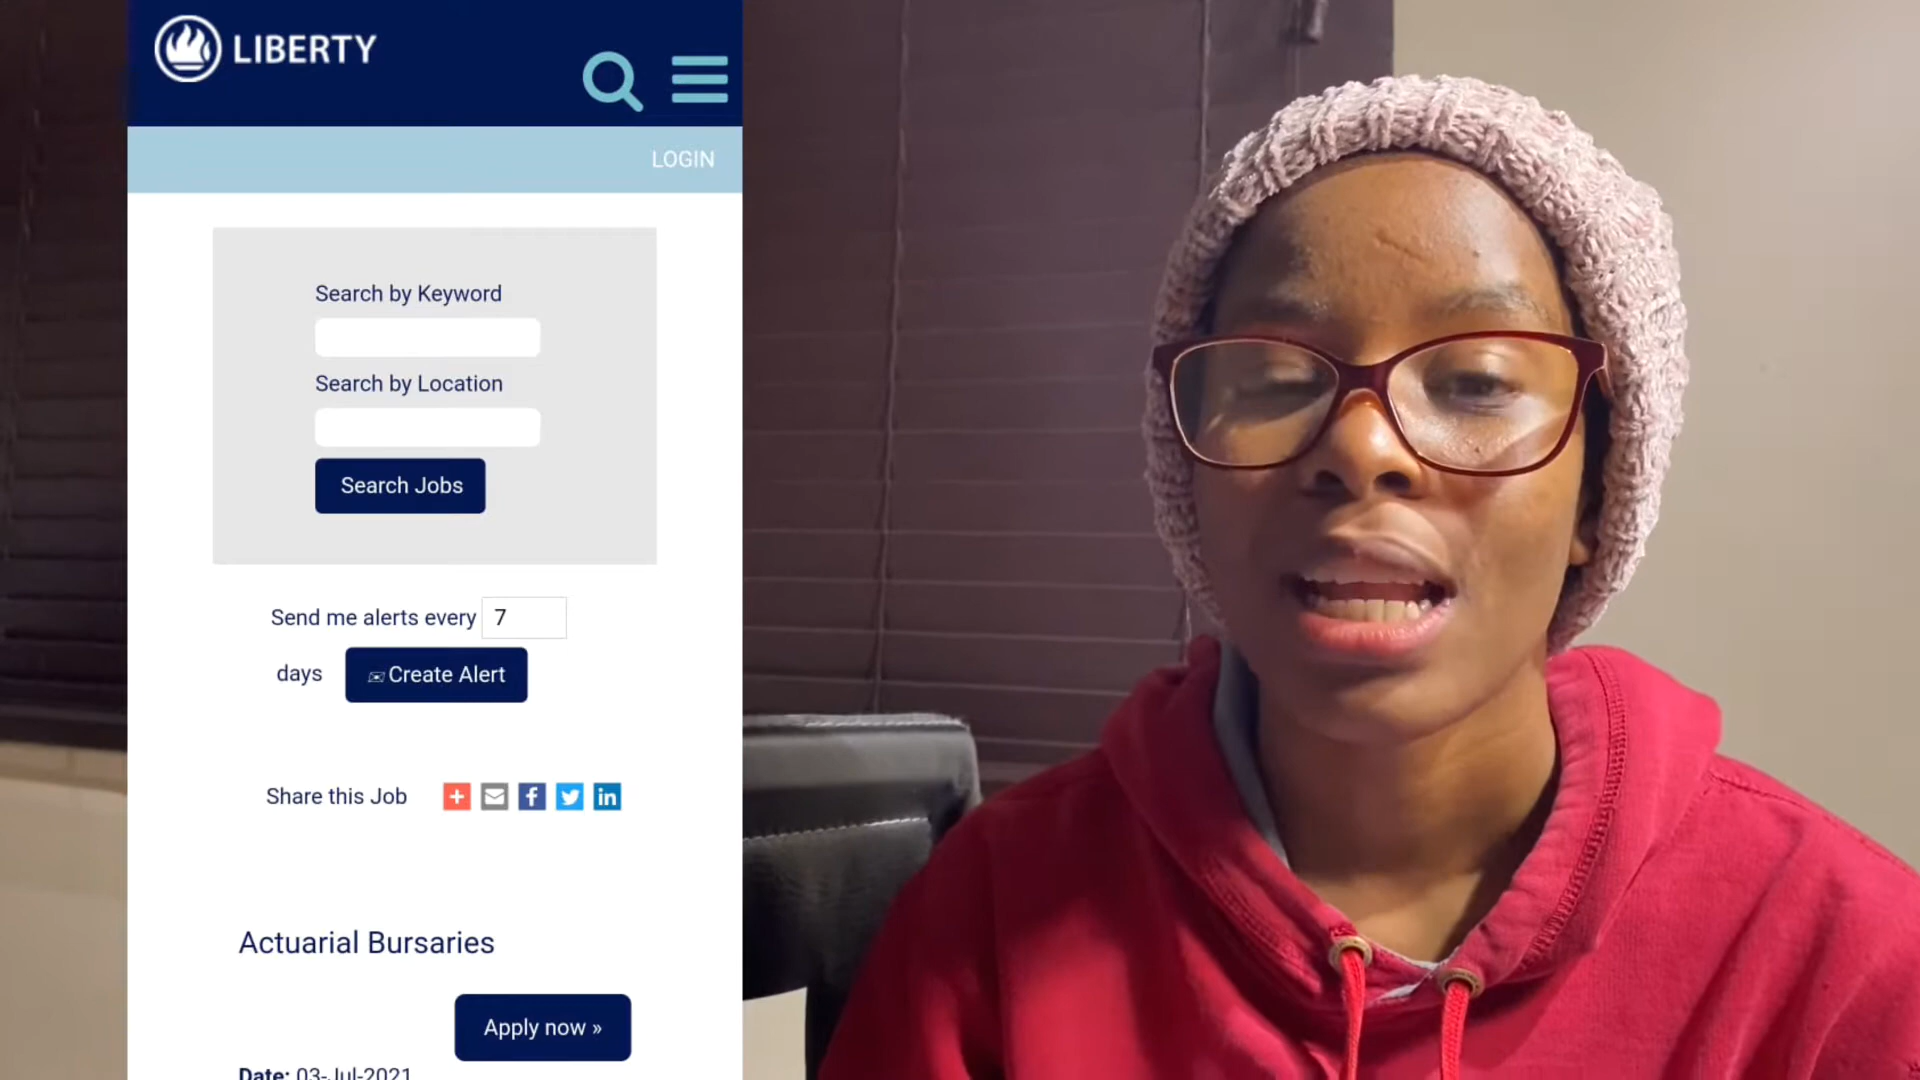 LIBERTY
LOGIN
Search by Keyword
Search by Location
Search Jobs
Send me alerts every 7
days Create Alert
Share this Job
Actuarial Bursaries
Apply now »
Date: 03-Jul-2021